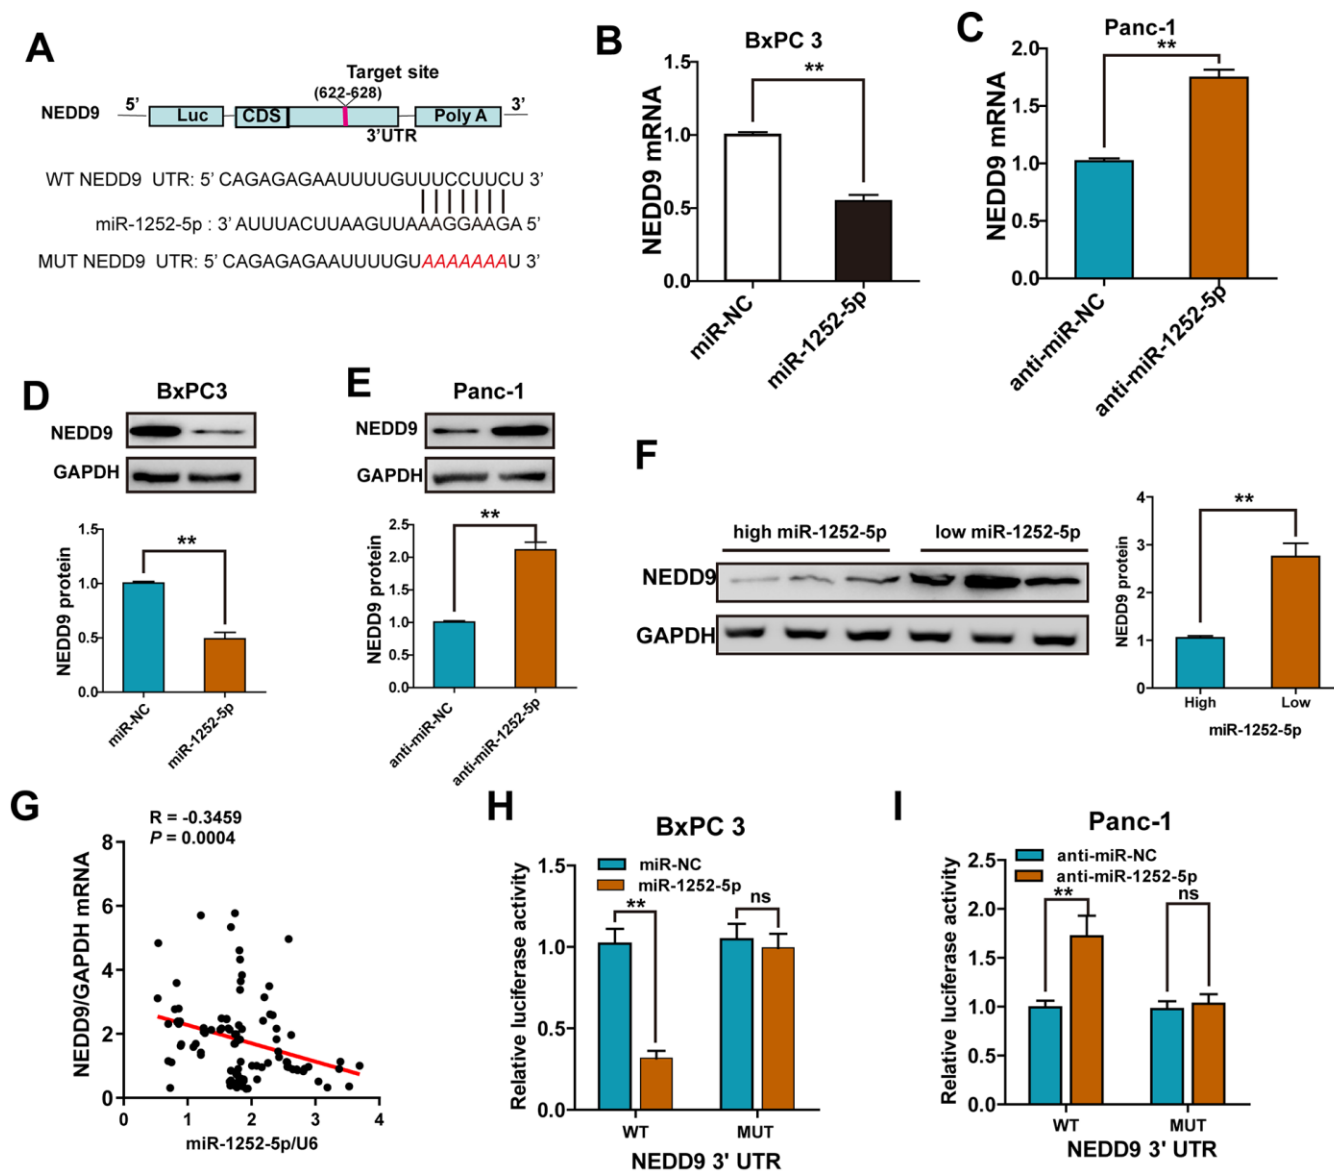 A
Target site
(622-628)
NEDD9 5' Luc CDS Poly A 3'
3'UTR
WT NEDD9 UTR: 5' CAGAGAGAAUUUUGUUUCCUUCU 3'
miR-1252-5p : 3' AUUUACUUAAGUUAAAGGAAGA 5'
MUT NEDD9 UTR: 5' CAGAGAGAAUUUUGUAAAAAAAU 3'
B
BxPC 3
NEDD9 mRNA
1.5
1.0
0.5
0.0
**
miR-NC
miR-1252-5p
C
Panc-1
NEDD9 mRNA
2.0
1.5
1.0
0.5
0.0
**
anti-miR-NC
anti-miR-1252-5p
D
BxPC3
NEDD9
GAPDH
NEDD9 protein
1.5
1.0
0.5
0.0
**
miR-NC
miR-1252-5p
E
Panc-1
NEDD9
GAPDH
NEDD9 protein
2.5
2.0
1.5
1.0
0.5
0.0
**
anti-miR-NC
anti-miR-1252-5p
F
high miR-1252-5p low miR-1252-5p
NEDD9
GAPDH
NEDD9 protein
4
3
2
1
0
**
High Low
miR-1252-5p
G
R = -0.3459
P = 0.0004
NEDD9/GAPDH mRNA
8
6
4
2
0
0 1 2 3 4
miR-1252-5p/U6
H
BxPC 3
miR-NC
miR-1252-5p
Relative luciferase activity
1.5
1.0
0.5
0.0
** ns
WT MUT
NEDD9 3' UTR
I
Panc-1
anti-miR-NC
anti-miR-1252-5p
Relative luciferase activity
2.5
2.0
1.5
1.0
0.5
0.0
** ns
WT MUT
NEDD9 3' UTR